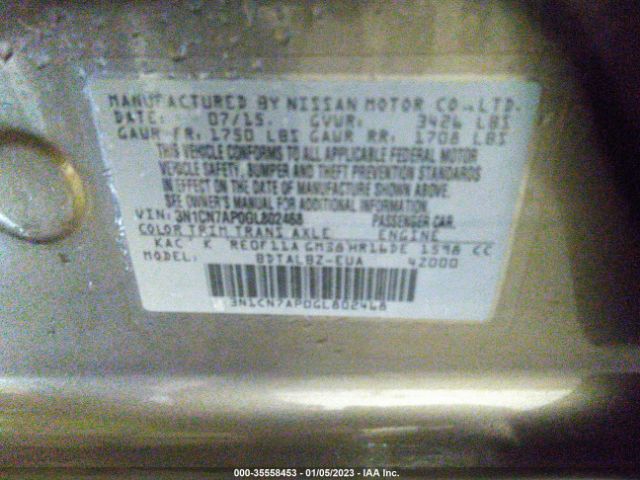 MANUFACTURED BY NISSAN MOTOR CO., LTD.
DATE: 07/15. GVWR: 3426 LBS
GAWR FR: 1750 LBS GAWR RR: 1708 LBS
THIS VEHICLE CONFORMS TO ALL APPLICABLE FEDERAL MOTOR
VEHICLE SAFETY, BUMPER AND THEFT PREVENTION STANDARDS
IN EFFECT ON THE DATE OF MANUFACTURE SHOWN ABOVE.
SEE OWNER'S MANUAL FOR ADDITIONAL INFORMATION
VIN: 3N1CN7AP0GL802468 PASSENGER CAR.
COLOR TRIM TRANS AXLE ENGINE
KAC K RE0F11A GM38 HR16DE 1598 CC
MODEL BDTALBZ-EUA 42000
3N1CN7AP0GL802468
000-35558453 - 01/05/2023 - IAA Inc.